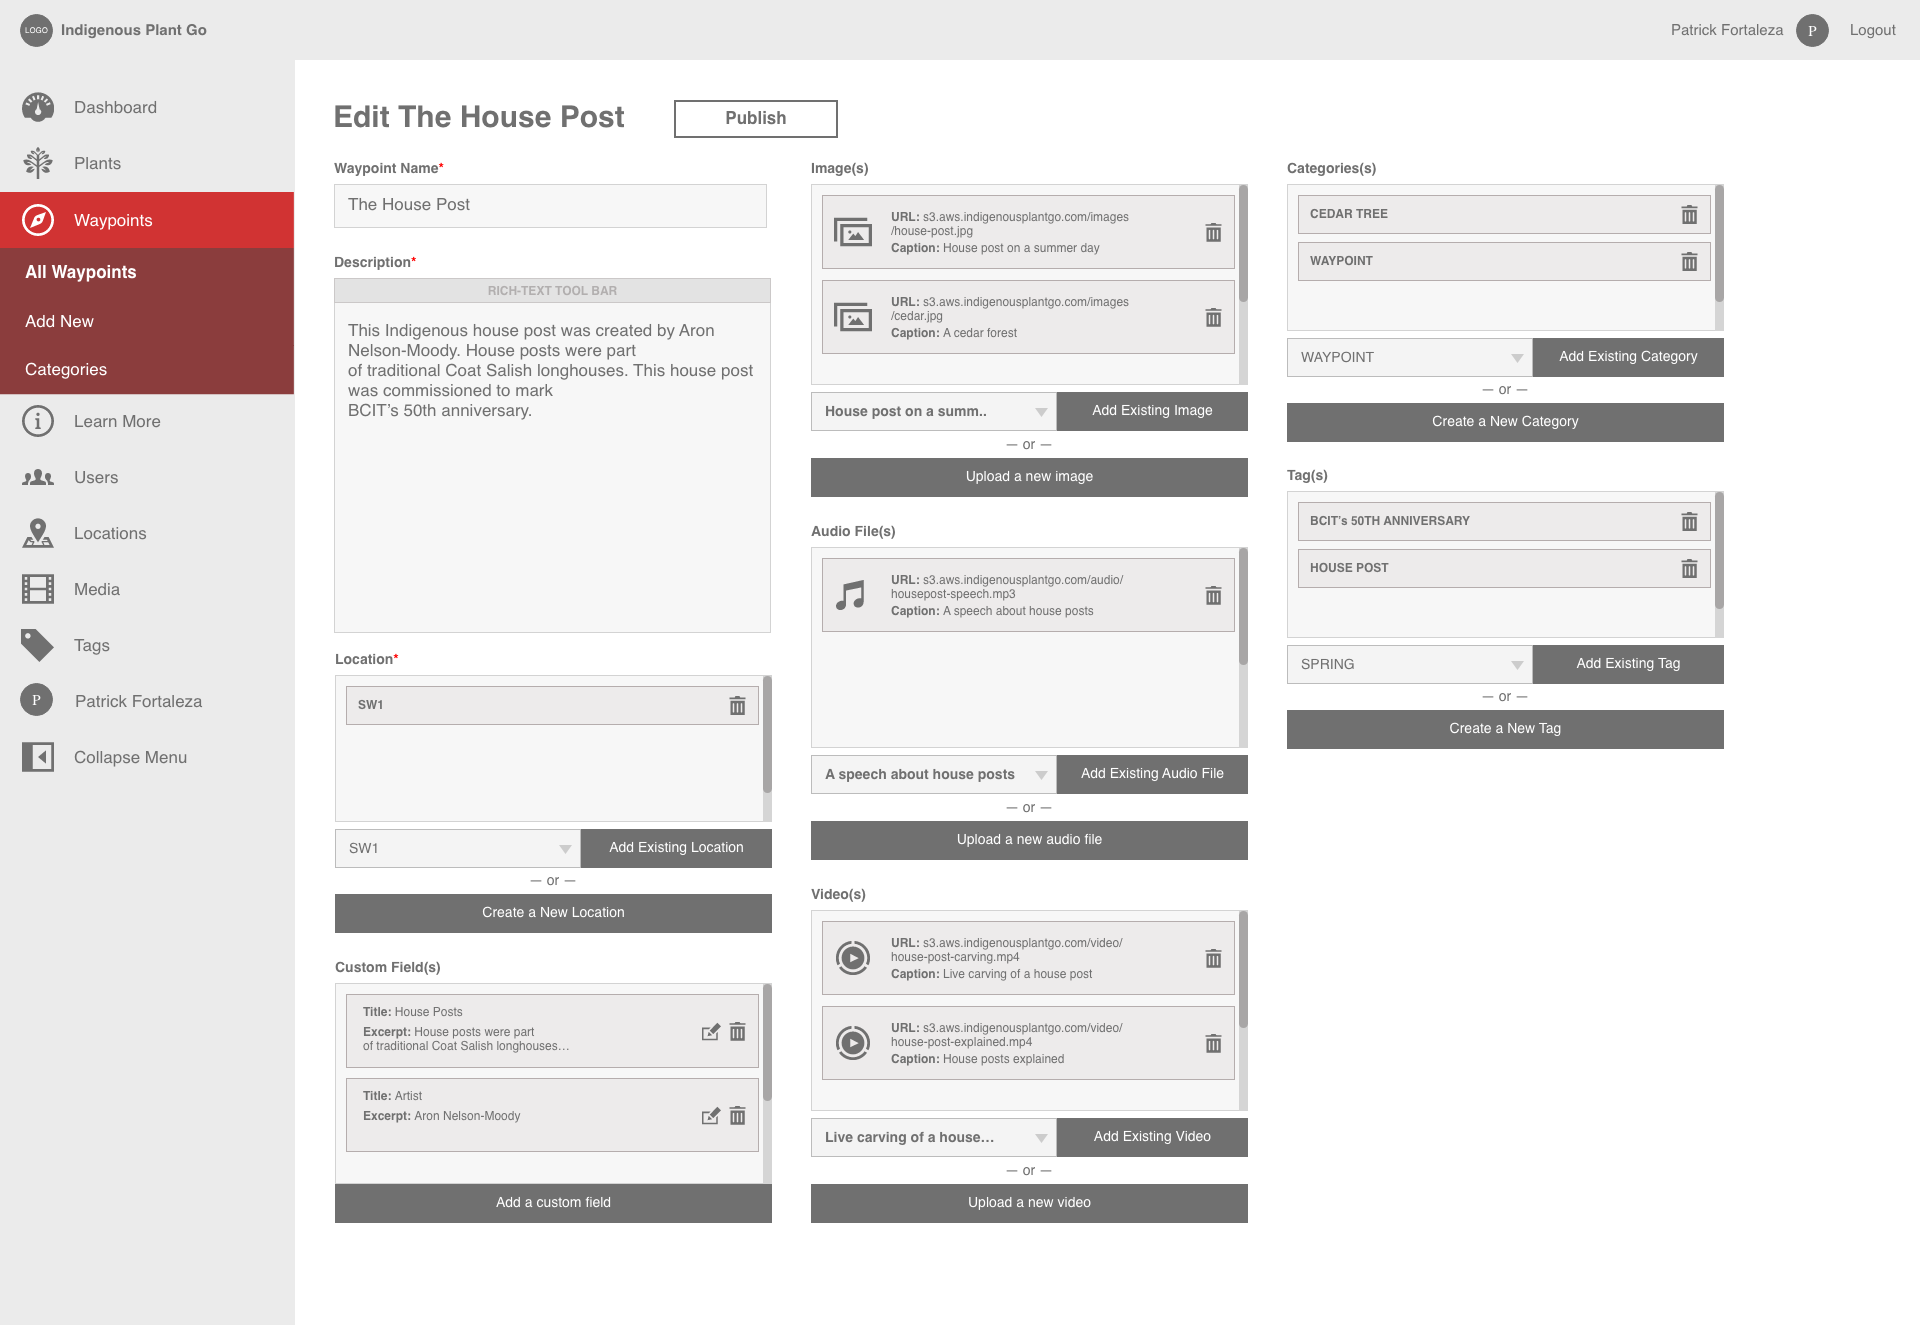 LOGO Indigenous Plant Go
Patrick Fortaleza P Logout
Dashboard
Plants
Waypoints
All Waypoints
Add New
Categories
Learn More
Users
Locations
Media
Tags
P Patrick Fortaleza
Collapse Menu
Edit The House Post
Publish
Waypoint Name*
The House Post
Description*
RICH-TEXT TOOL BAR
This Indigenous house post was created by Aron
Nelson-Moody. House posts were part
of traditional Coat Salish longhouses. This house post
was commissioned to mark
BCIT’s 50th anniversary.
Location*
SW1
SW1
Add Existing Location
— or —
Create a New Location
Custom Field(s)
Title: House Posts
Excerpt: House posts were part
of traditional Coat Salish longhouses…
Title: Artist
Excerpt: Aron Nelson-Moody
Add a custom field
Image(s)
URL: s3.aws.indigenousplantgo.com/images
/house-post.jpg
Caption: House post on a summer day
URL: s3.aws.indigenousplantgo.com/images
/cedar.jpg
Caption: A cedar forest
House post on a summ..
Add Existing Image
— or —
Upload a new image
Audio File(s)
URL: s3.aws.indigenousplantgo.com/audio/
housepost-speech.mp3
Caption: A speech about house posts
A speech about house posts
Add Existing Audio File
— or —
Upload a new audio file
Video(s)
URL: s3.aws.indigenousplantgo.com/video/
house-post-carving.mp4
Caption: Live carving of a house post
URL: s3.aws.indigenousplantgo.com/video/
house-post-explained.mp4
Caption: House posts explained
Live carving of a house…
Add Existing Video
— or —
Upload a new video
Categories(s)
CEDAR TREE
WAYPOINT
WAYPOINT
Add Existing Category
— or —
Create a New Category
Tag(s)
BCIT’s 50TH ANNIVERSARY
HOUSE POST
SPRING
Add Existing Tag
— or —
Create a New Tag